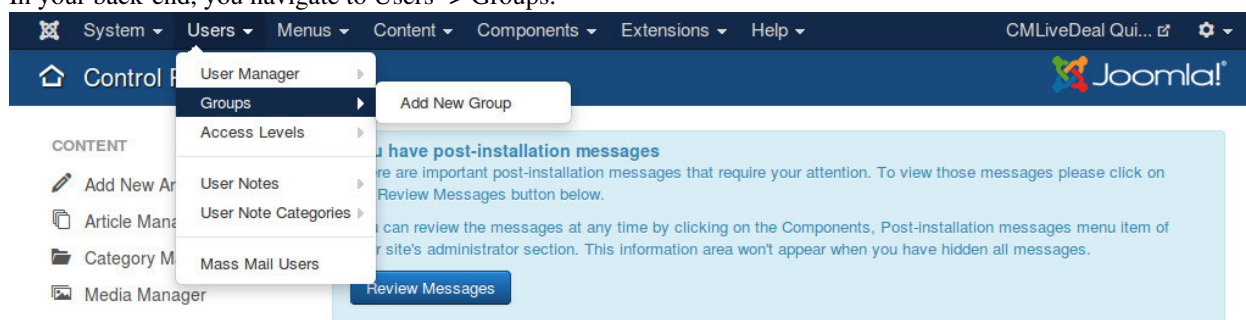 In your back-end, you navigate to Users -> Groups.
System Users Menus Content Components Extensions Help CMLiveDeal Qui...
Control Joomla!
User Manager
Groups
Add New Group
Access Levels
User Notes
User Note Categories
Mass Mail Users
CONTENT
Add New
Article
Category
Media Manager
have post-installation messages
are important post-installation messages that require your attention. To view those messages please click on
Review Messages button below.
can review the messages at any time by clicking on the Components, Post-installation messages menu item of
site's administrator section. This information area won't appear when you have hidden all messages.
Review Messages